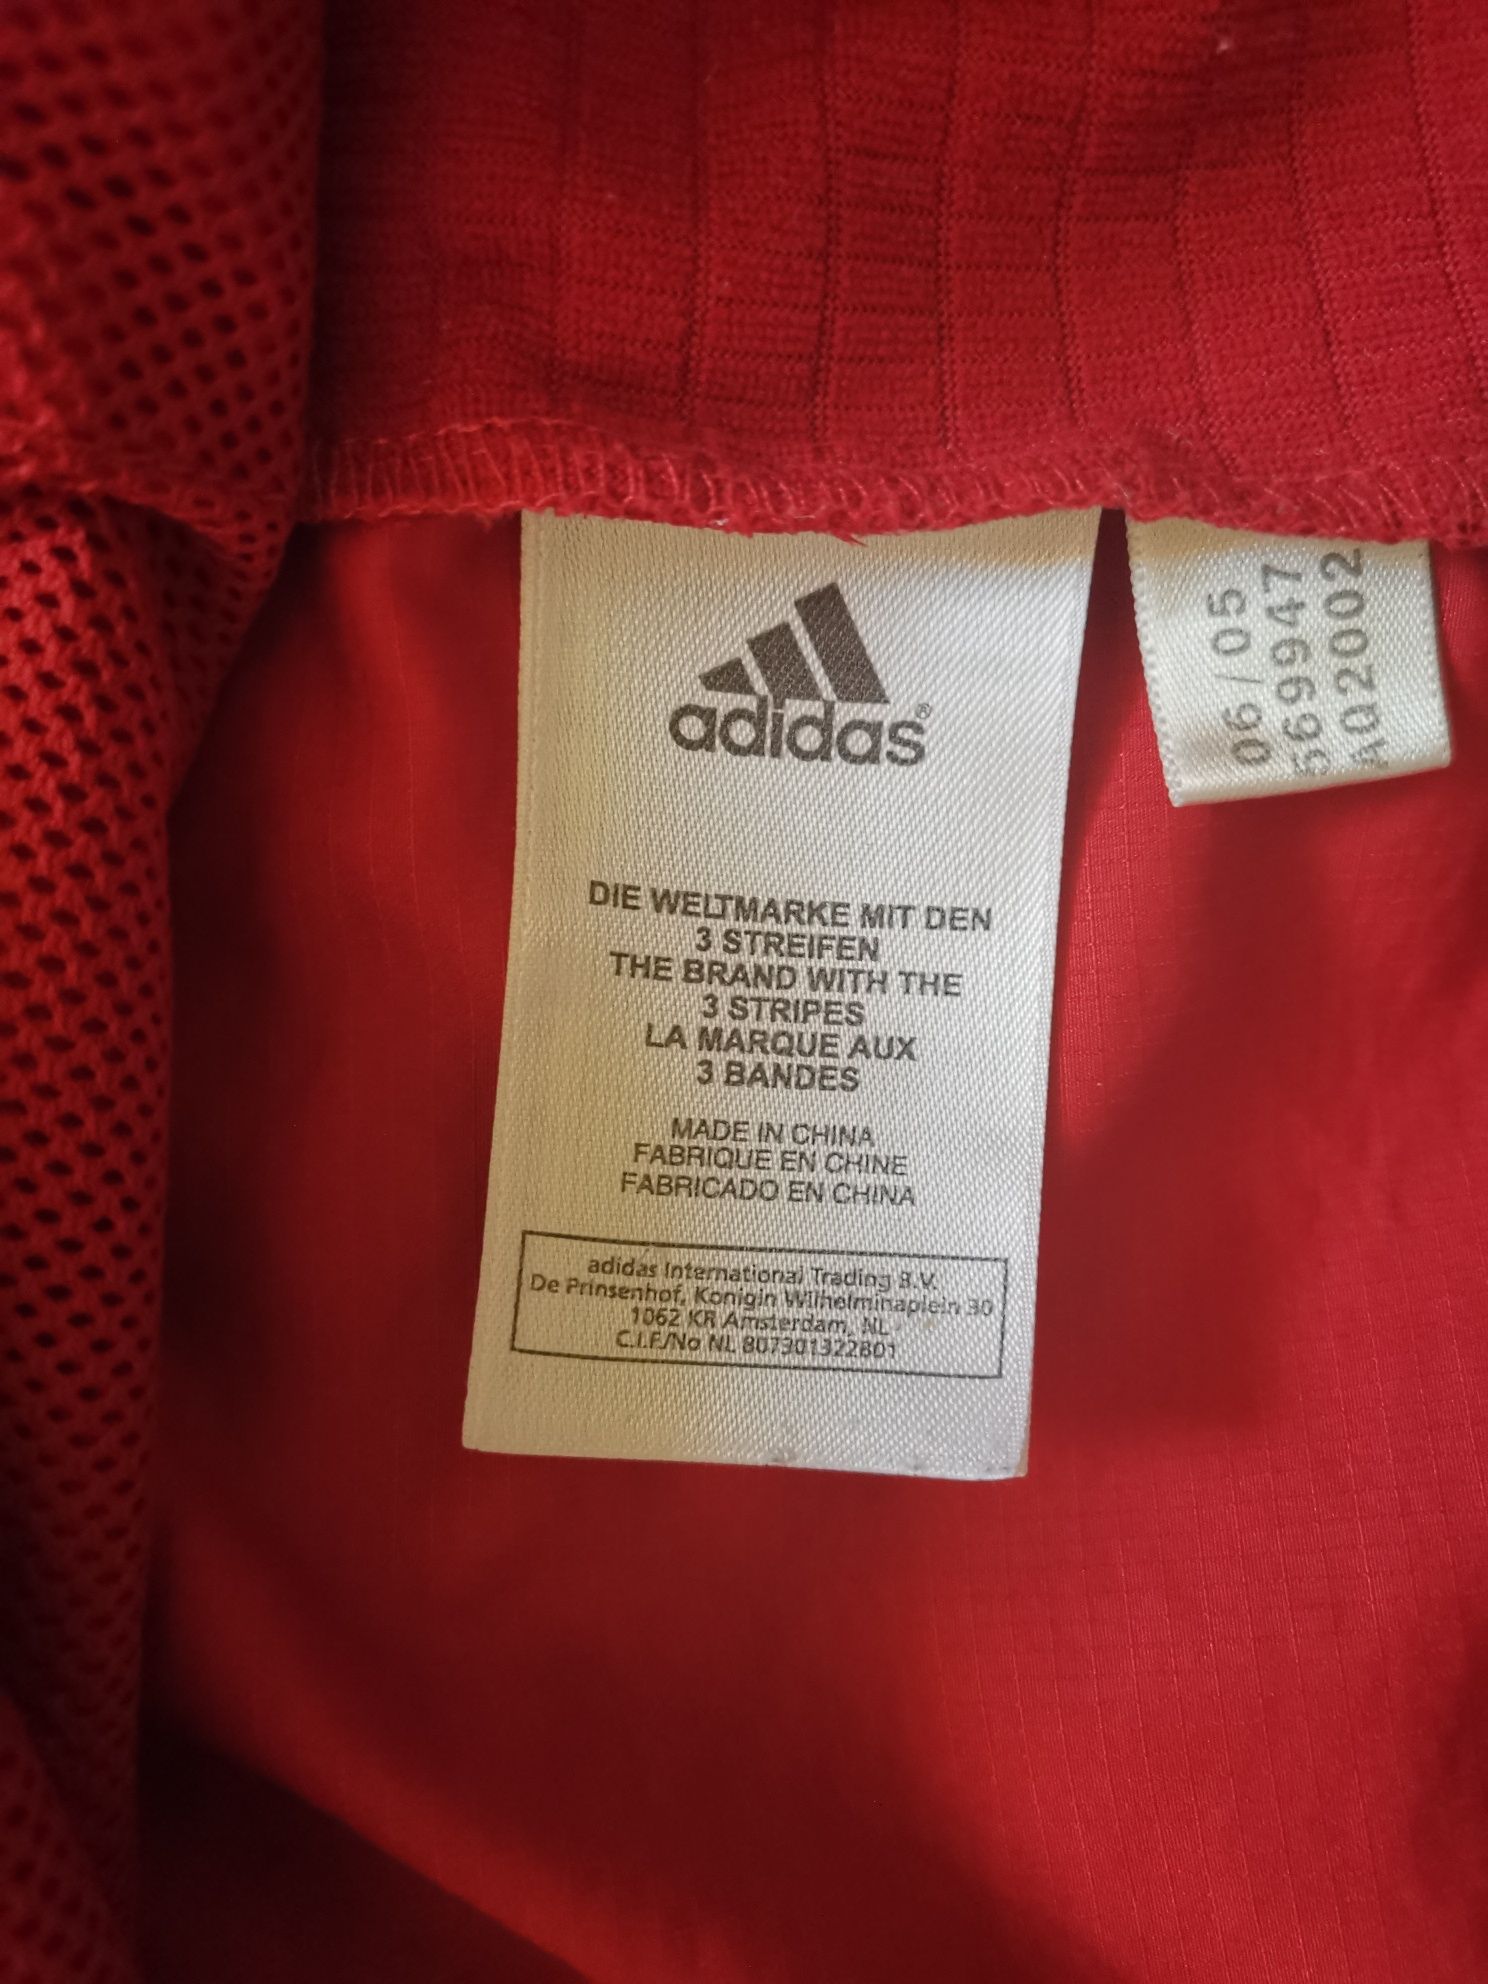 adidas®
DIE WELTMARKE MIT DEN
3 STREIFEN
THE BRAND WITH THE
3 STRIPES
LA MARQUE AUX
3 BANDES
MADE IN CHINA
FABRIQUE EN CHINE
FABRICADO EN CHINA
adidas International Trading B.V.
De Prinsenhof, Konigin Wilhelminaplein 30
1062 KR Amsterdam, NL
C.I.F./No NL 807301322B01
06/05
569947
A02002